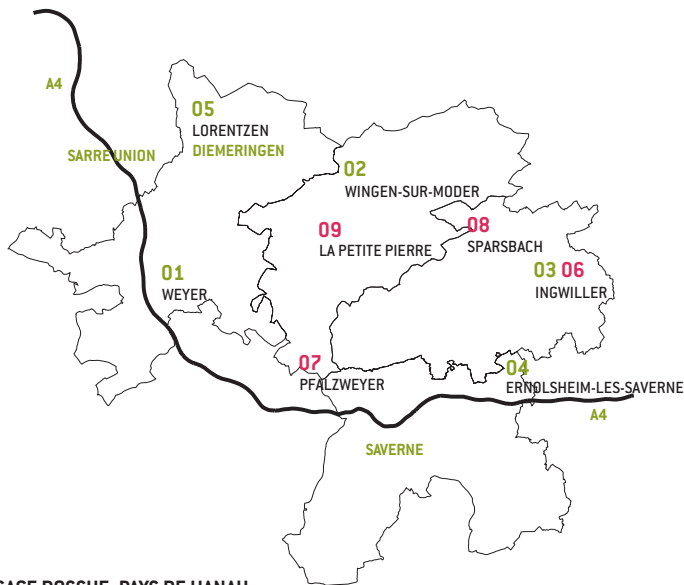 A4
05
LORENTZEN
DIEMERINGEN
SARRE UNION
02
WINGEN-SUR-MODER
09
LA PETITE PIERRE
08
SPARSBACH
03 06
INGWILLER
01
WEYER
07
PFALZWEYER
04
ERNOLSHEIM-LES-SAVERNE
A4
SAVERNE